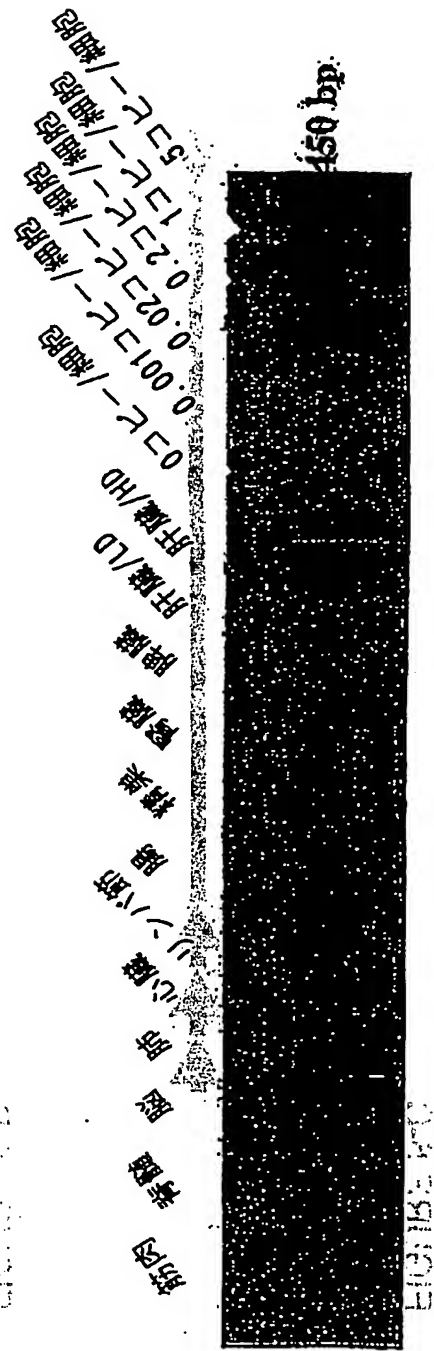 筋肉
脊髄
脳
肺
心臓
リンパ節
腸
精巣
腎臓
脾臓
肝臓/LD
肝臓/HD
0コピー/細胞
0.001コピー/細胞
0.02コピー/細胞
0.2コピー/細胞
1コピー/細胞
5コピー/細胞
450 bp